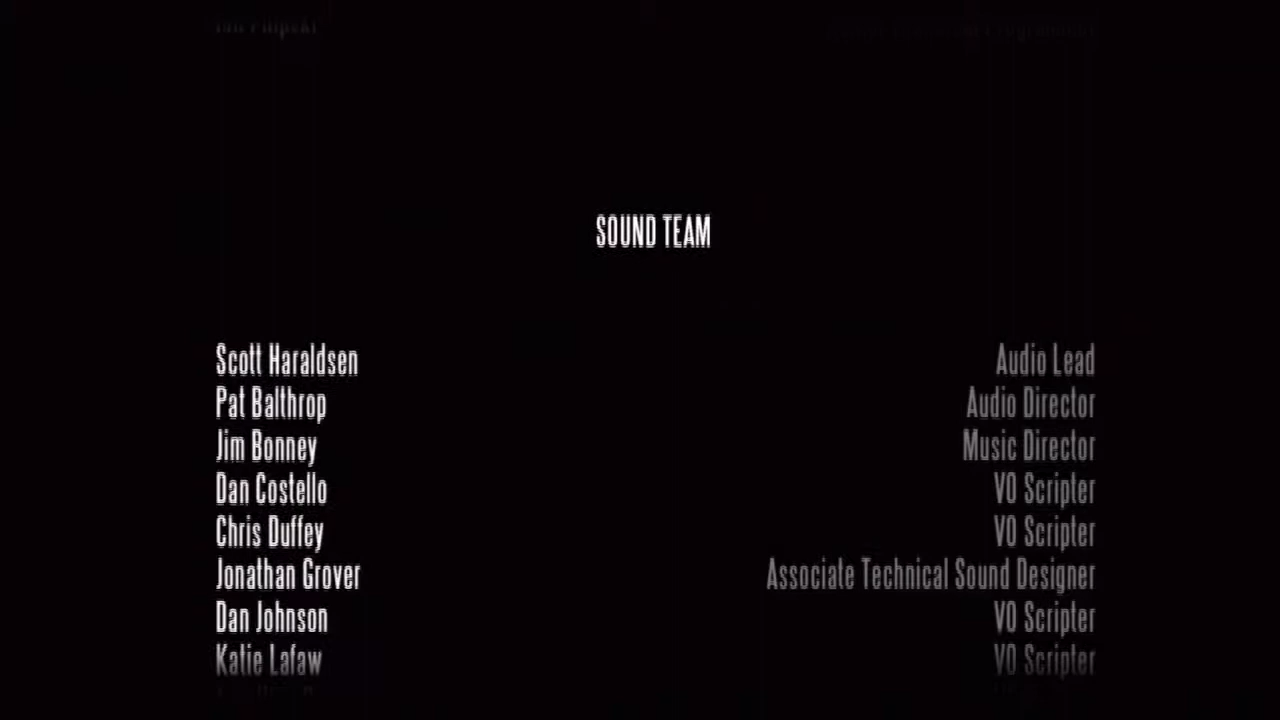 SOUND TEAM
Scott Haraldsen Audio Lead
Pat Balthrop Audio Director
Jim Bonney Music Director
Dan Costello VO Scripter
Chris Duffey VO Scripter
Jonathan Grover Associate Technical Sound Designer
Dan Johnson VO Scripter
Katie Lafaw VO Scripter